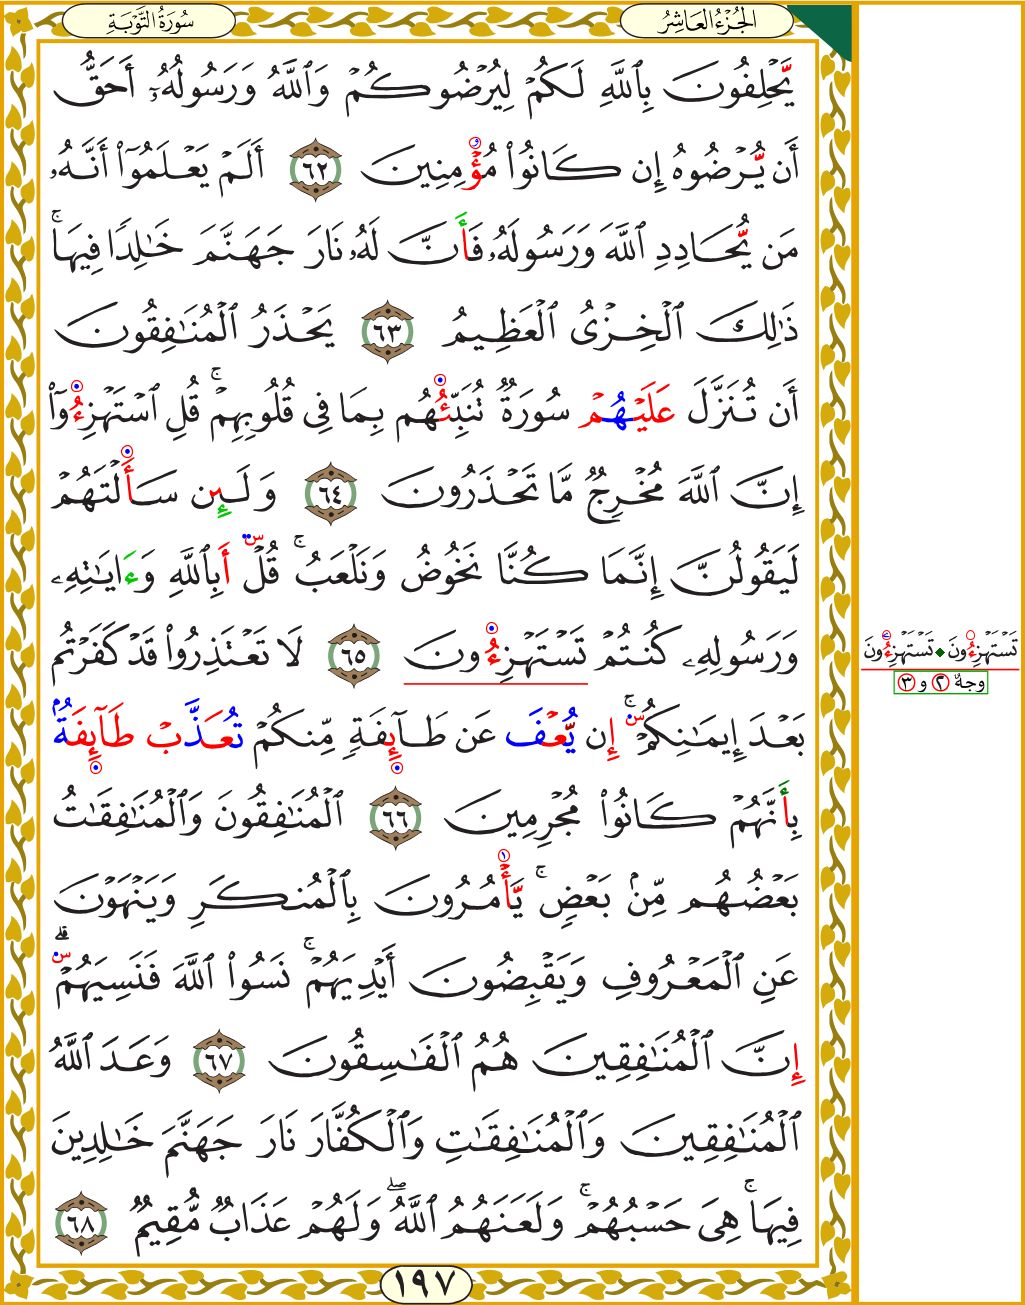 الجُزْءُ العَاشِرُ
سُورَةُ التَّوْبَةِ
يَّحْلِفُونَ بِٱللَّهِ لَكُمْ لِيُرْضُوكُمْ وَٱللَّهُ وَرَسُولُهُۥٓ أَحَقُّ
أَن يُّرْضُوهُ إِن كَانُوا۟ مُؤْمِنِينَ ٦٢ أَلَمْ يَعْلَمُوٓا۟ أَنَّهُۥ
مَن يُّحَادِدِ ٱللَّهَ وَرَسُولَهُۥ فَأَنَّ لَهُۥ نَارَ جَهَنَّمَ خَٰلِدًا فِيهَاۚ
ذَٰلِكَ ٱلْخِزْىُ ٱلْعَظِيمُ ٦٣ يَحْذَرُ ٱلْمُنَٰفِقُونَ
أَن تُنَزَّلَ عَلَيْهُمْ سُورَةٌ تُنَبِّئُهُم بِمَا فِى قُلُوبِهِمْۚ قُلِ ٱسْتَهْزِءُوٓا۟
إِنَّ ٱللَّهَ مُخْرِجٌ مَّا تَحْذَرُونَ ٦٤ وَلَئِن سَأَلْتَهُمْ
لَيَقُولُنَّ إِنَّمَا كُنَّا نَخُوضُ وَنَلْعَبُۚ قُلْ س أَبِٱللَّهِ وَءَايَٰتِهِۦ
وَرَسُولِهِۦ كُنتُمْ تَسْتَهْزِءُونَ ٦٥ لَا تَعْتَذِرُوا۟ قَدْ كَفَرْتُم
بَعْدَ إِيمَٰنِكُمْۚ س إِن يُّعْفَ عَن طَآئِفَةٍ مِّنكُمْ تُعَذَّبْ طَآئِفَةٌۢ
بِأَنَّهُمْ كَانُوا۟ مُجْرِمِينَ ٦٦ ٱلْمُنَٰفِقُونَ وَٱلْمُنَٰفِقَٰتُ
بَعْضُهُم مِّنۢ بَعْضٍۚ يَّأْمُرُونَ بِٱلْمُنكَرِ وَيَنْهَوْنَ
عَنِ ٱلْمَعْرُوفِ وَيَقْبِضُونَ أَيْدِيَهُمْۚ نَسُوا۟ ٱللَّهَ فَنَسِيَهُمْۗ س
إِنَّ ٱلْمُنَٰفِقِينَ هُمُ ٱلْفَٰسِقُونَ ٦٧ وَعَدَ ٱللَّهُ
ٱلْمُنَٰفِقِينَ وَٱلْمُنَٰفِقَٰتِ وَٱلْكُفَّارَ نَارَ جَهَنَّمَ خَٰلِدِينَ
فِيهَاۚ هِىَ حَسْبُهُمْۚ وَلَعَنَهُمُ ٱللَّهُۖ وَلَهُمْ عَذَابٌ مُّقِيمٌ ٦٨
١٩٧
تَسْتَهْزِءُونَ ◆ تَسْتَهْزِءُونَ
وجهٌ ٢ و ٣